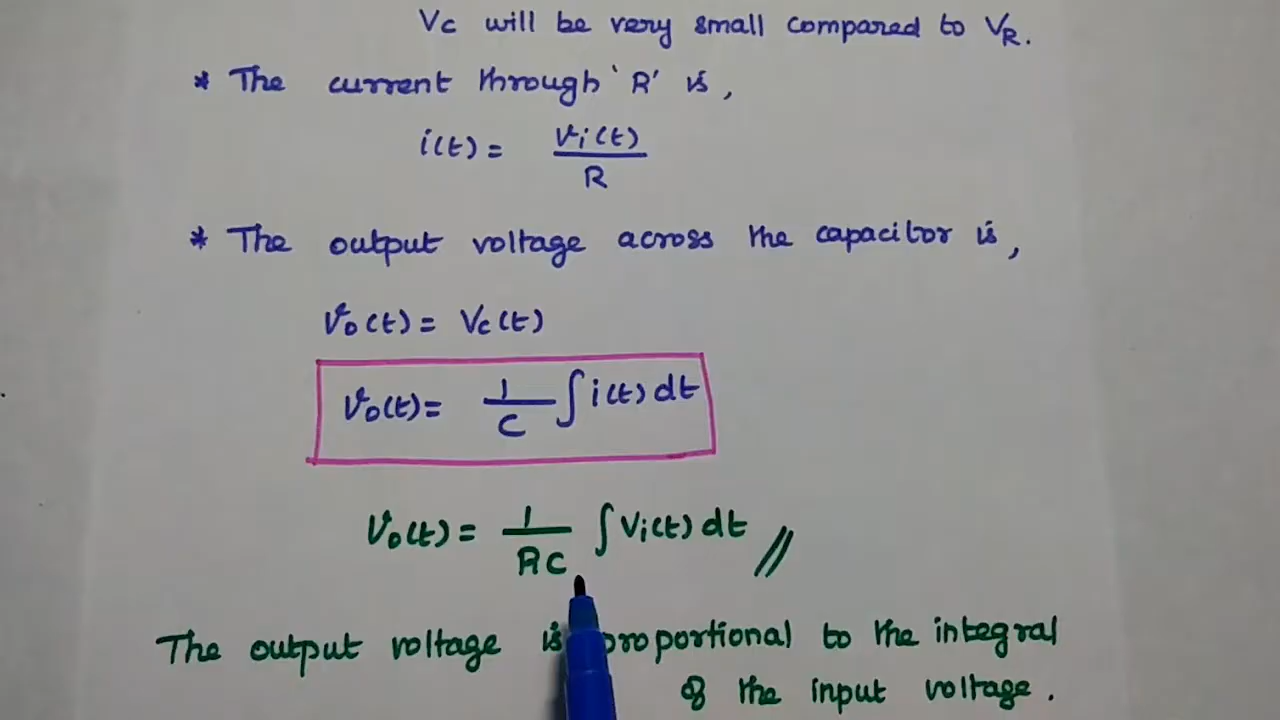 Vc will be very small compared to VR.
* The current through 'R' is,
i(t) = Vi(t) / R
* The output voltage across the capacitor is,
Vo(t) = Vc(t)
Vo(t) = 1/C ∫ i(t) dt
Vo(t) = 1/RC ∫ Vi(t) dt //
The output voltage is proportional to the integral
of the input voltage.